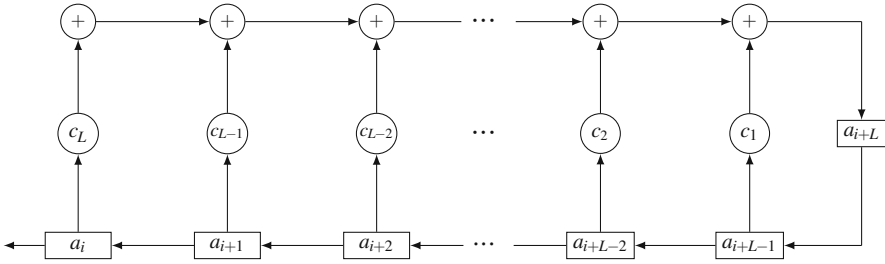 + + + ··· + +
c_L c_{L−1} c_{L−2} ··· c_2 c_1 a_{i+L}
a_i a_{i+1} a_{i+2} ··· a_{i+L−2} a_{i+L−1}